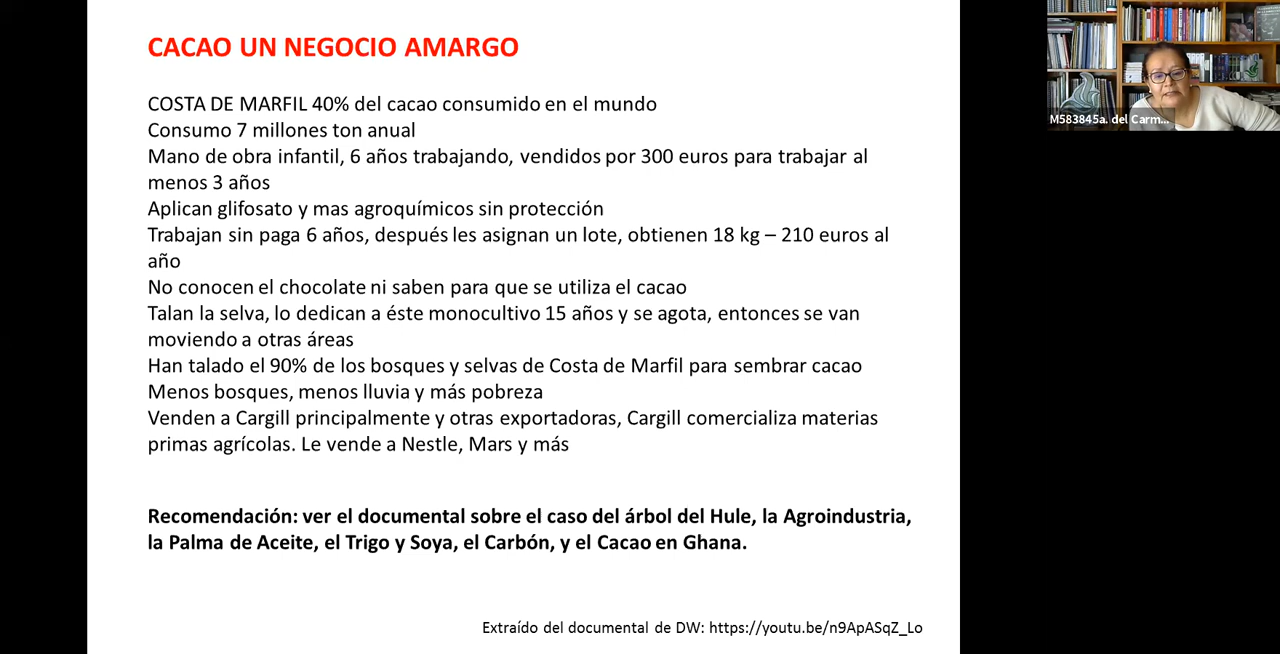 CACAO UN NEGOCIO AMARGO
COSTA DE MARFIL 40% del cacao consumido en el mundo
Consumo 7 millones ton anual
Mano de obra infantil, 6 años trabajando, vendidos por 300 euros para trabajar al
menos 3 años
Aplican glifosato y mas agroquímicos sin protección
Trabajan sin paga 6 años, después les asignan un lote, obtienen 18 kg – 210 euros al
año
No conocen el chocolate ni saben para que se utiliza el cacao
Talan la selva, lo dedican a éste monocultivo 15 años y se agota, entonces se van
moviendo a otras áreas
Han talado el 90% de los bosques y selvas de Costa de Marfil para sembrar cacao
Menos bosques, menos lluvia y más pobreza
Venden a Cargill principalmente y otras exportadoras, Cargill comercializa materias
primas agrícolas. Le vende a Nestle, Mars y más
Recomendación: ver el documental sobre el caso del árbol del Hule, la Agroindustria,
la Palma de Aceite, el Trigo y Soya, el Carbón, y el Cacao en Ghana.
Extraído del documental de DW: https://youtu.be/n9ApASqZ_Lo
M583845a. del Carm...